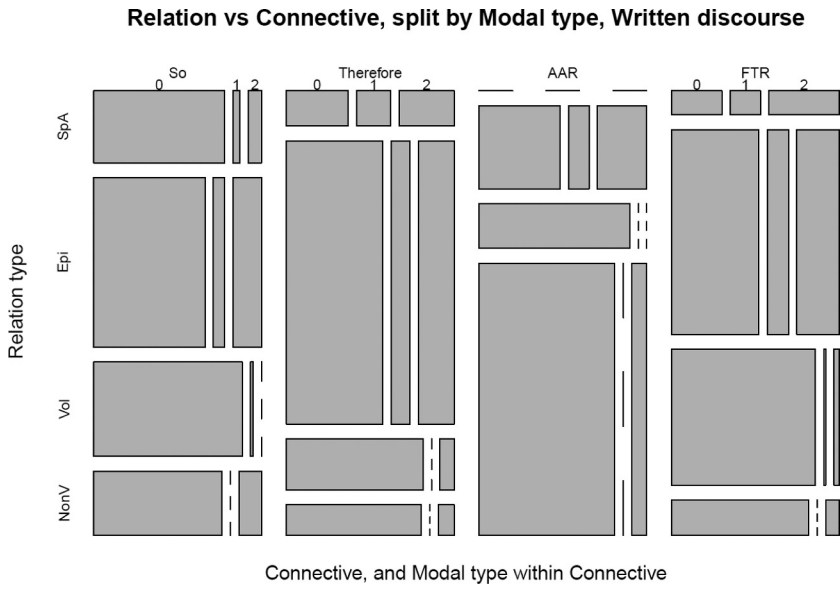 Relation vs Connective, split by Modal type, Written discourse
So Therefore AAR FTR
0 1 2 0 1 2 0 1 2
SpA
Epi
Vol
NonV
Relation type
Connective, and Modal type within Connective